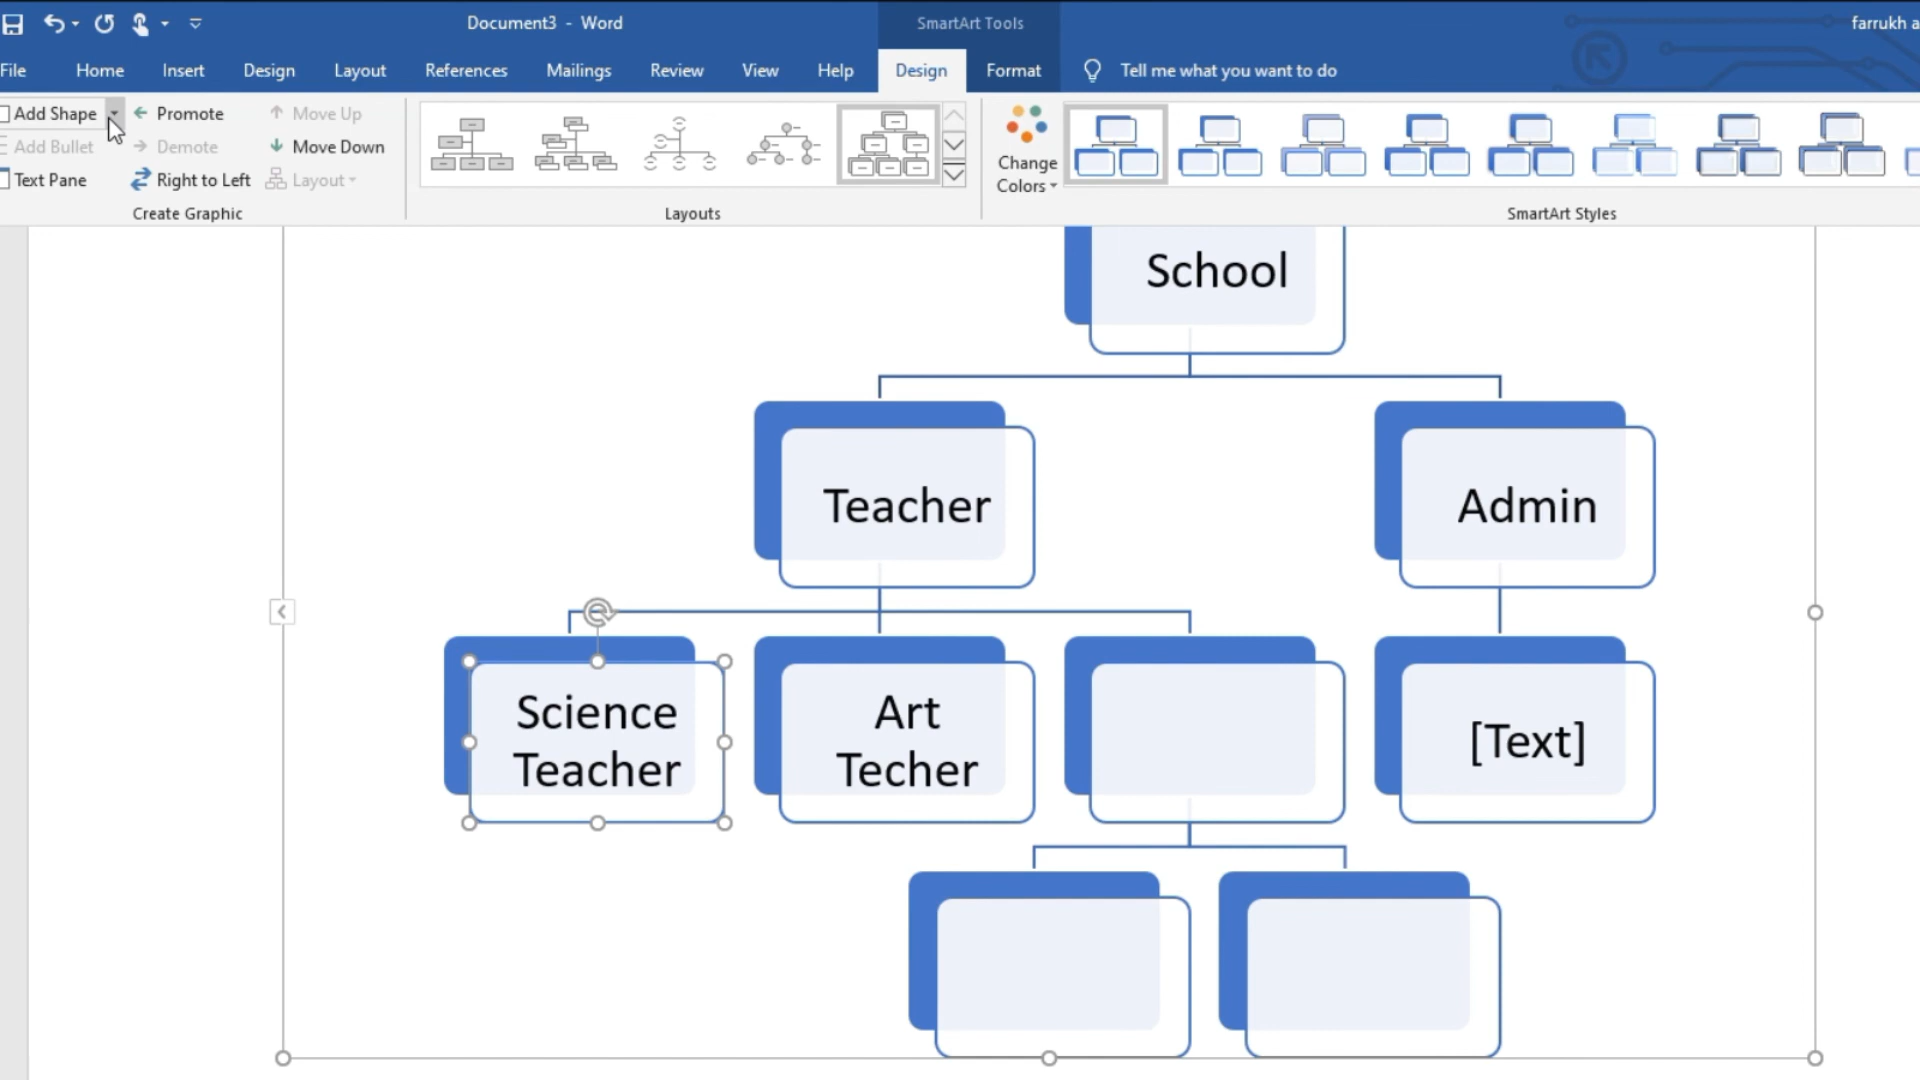 Document3 - Word
SmartArt Tools
farrukh a
File
Home
Insert
Design
Layout
References
Mailings
Review
View
Help
Design
Format
Tell me what you want to do
Add Shape
Promote
Move Up
Add Bullet
Demote
Move Down
Text Pane
Right to Left
Layout
Create Graphic
Layouts
Change
Colors
SmartArt Styles
School
Teacher
Admin
Science
Teacher
Art
Techer
[Text]